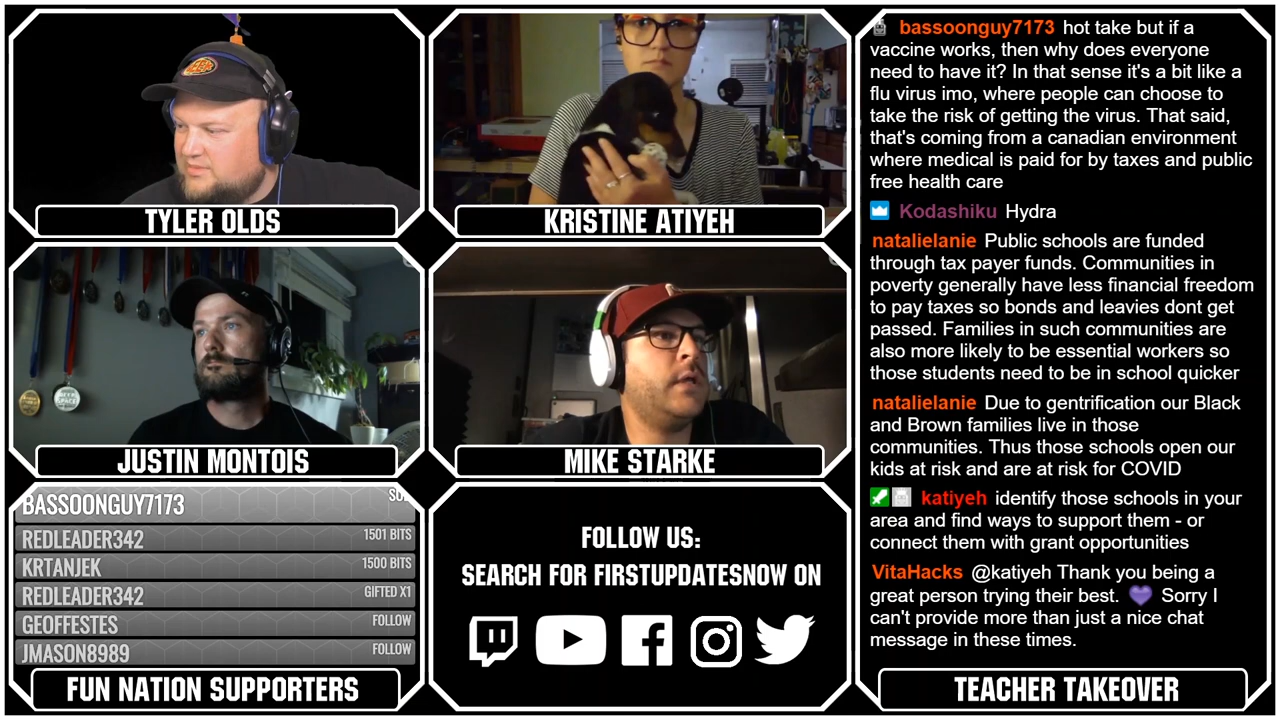 TYLER OLDS
KRISTINE ATIYEH
JUSTIN MONTOIS
MIKE STARKE
BASSOONGUY7173
REDLEADER342 1501 BITS
KRTANJEK 1500 BITS
REDLEADER342 GIFTED X1
GEOFFESTES FOLLOW
JMASON8989 FOLLOW
FUN NATION SUPPORTERS
FOLLOW US:
SEARCH FOR FIRSTUPDATESNOW ON
bassoonguy7173 hot take but if a
vaccine works, then why does everyone
need to have it? In that sense it's a bit like a
flu virus imo, where people can choose to
take the risk of getting the virus. That said,
that's coming from a canadian environment
where medical is paid for by taxes and public
free health care
Kodashiku Hydra
natalielanie Public schools are funded
through tax payer funds. Communities in
poverty generally have less financial freedom
to pay taxes so bonds and leavies dont get
passed. Families in such communities are
also more likely to be essential workers so
those students need to be in school quicker
natalielanie Due to gentrification our Black
and Brown families live in those
communities. Thus those schools open our
kids at risk and are at risk for COVID
katiyeh identify those schools in your
area and find ways to support them - or
connect them with grant opportunities
VitaHacks @katiyeh Thank you being a
great person trying their best. 💜 Sorry I
can't provide more than just a nice chat
message in these times.
TEACHER TAKEOVER